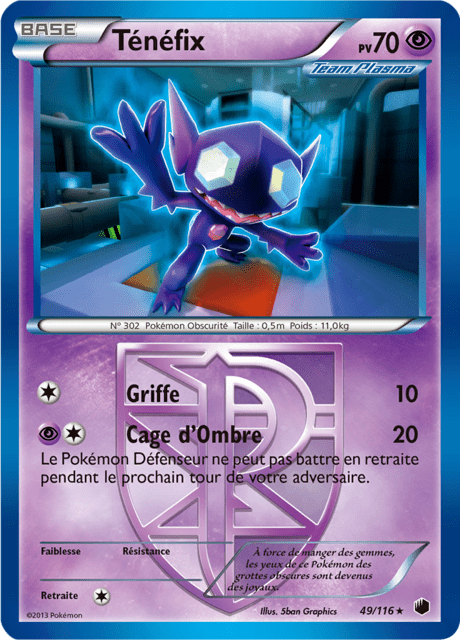 BASE
Ténéfix
PV70
Team Plasma
N° 302 Pokémon Obscurité Taille : 0,5m Poids : 11,0kg
Griffe 10
Cage d'Ombre 20
Le Pokémon Défenseur ne peut pas battre en retraite
pendant le prochain tour de votre adversaire.
Faiblesse Résistance
À force de manger des gemmes,
les yeux de ce Pokémon des
grottes obscures sont devenus
des joyaux.
Retraite
©2013 Pokémon
Illus. 5ban Graphics
49/116 ★